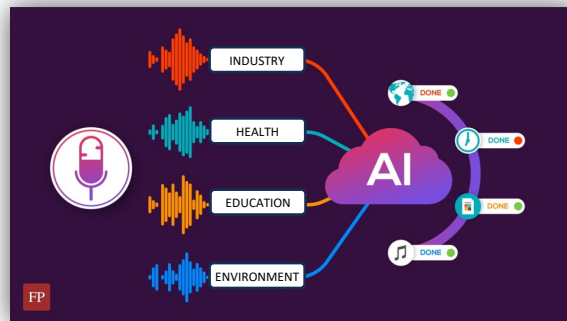 INDUSTRY
HEALTH
EDUCATION
ENVIRONMENT
AI
DONE
DONE
DONE
DONE
FP